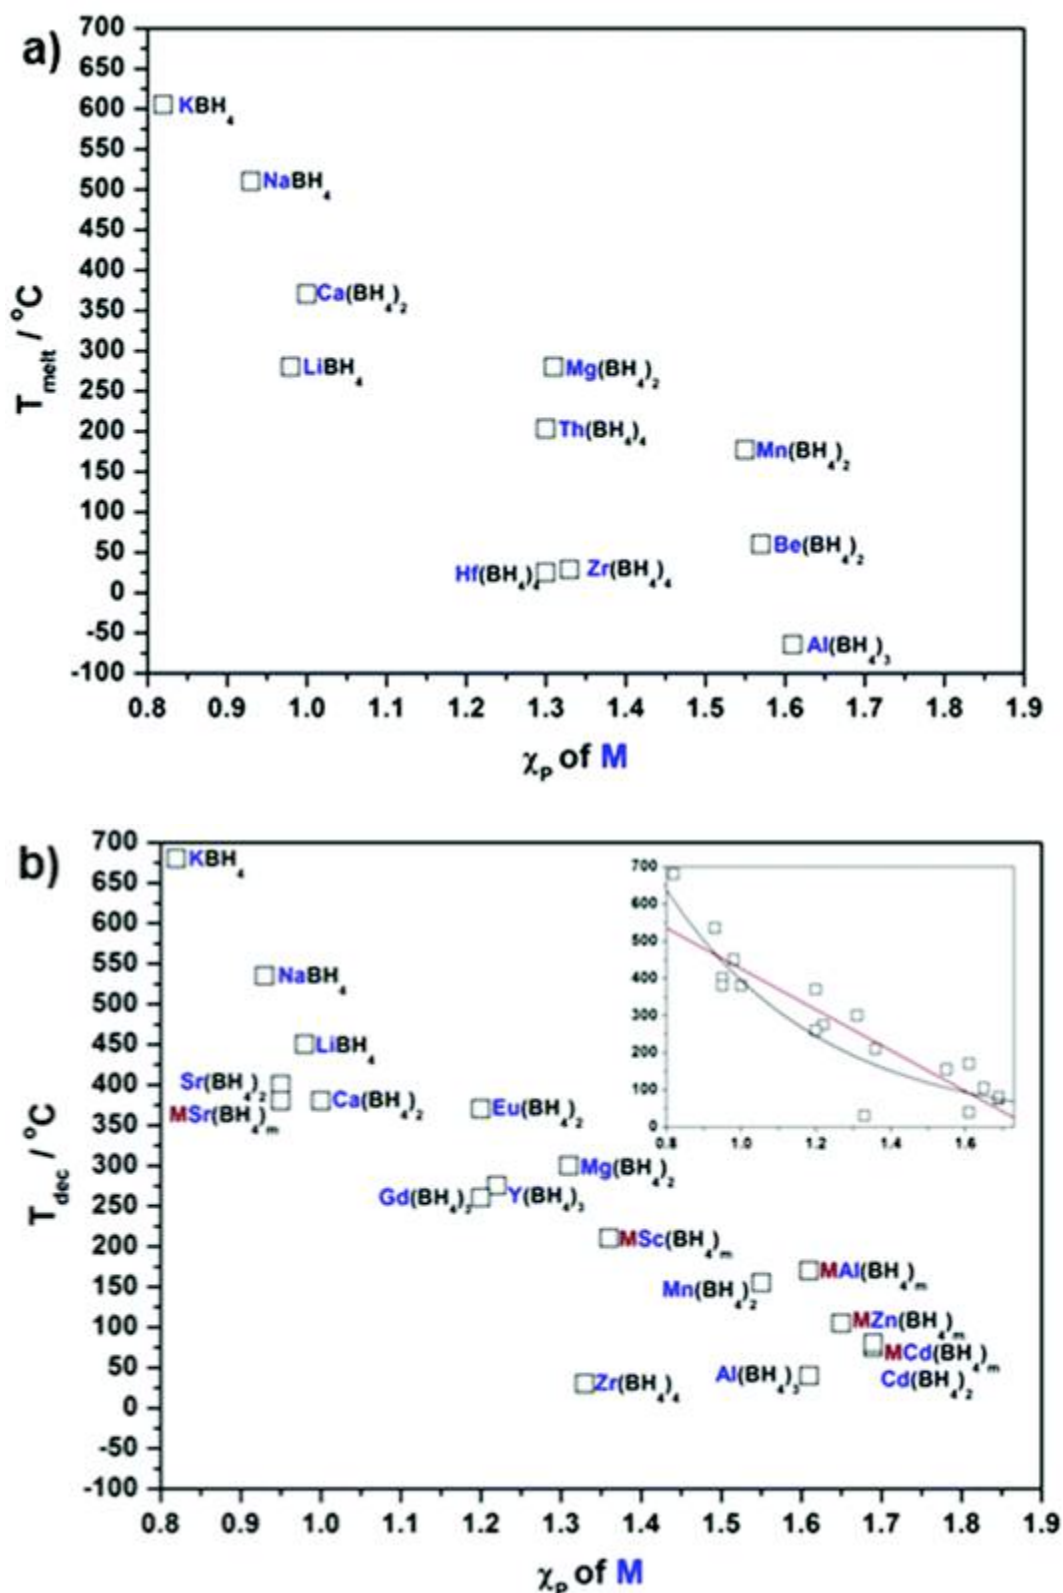 a)
700
650
600
550
500
450
400
350
300
250
200
150
100
50
0
-50
-100
T_melt / °C
KBH₄
NaBH₄
Ca(BH₄)₂
LiBH₄
Mg(BH₄)₂
Th(BH₄)₄
Mn(BH₄)₂
Be(BH₄)₂
Hf(BH₄)₄
Zr(BH₄)₄
Al(BH₄)₃
0.8 0.9 1.0 1.1 1.2 1.3 1.4 1.5 1.6 1.7 1.8 1.9
χ_P of M
b)
700
650
600
550
500
450
400
350
300
250
200
150
100
50
0
-50
-100
T_dec / °C
KBH₄
NaBH₄
LiBH₄
Sr(BH₄)₂
MSr(BH₄)m
Ca(BH₄)₂
Eu(BH₄)₂
Mg(BH₄)₂
Gd(BH₄)₃
Y(BH₄)₃
MSc(BH₄)m
MAl(BH₄)m
Mn(BH₄)₂
MZn(BH₄)m
MCd(BH₄)m
Al(BH₄)₃
Cd(BH₄)₂
Zr(BH₄)₄
700
600
500
400
300
200
100
0
0.8 1.0 1.2 1.4 1.6
0.8 0.9 1.0 1.1 1.2 1.3 1.4 1.5 1.6 1.7 1.8 1.9
χ_P of M